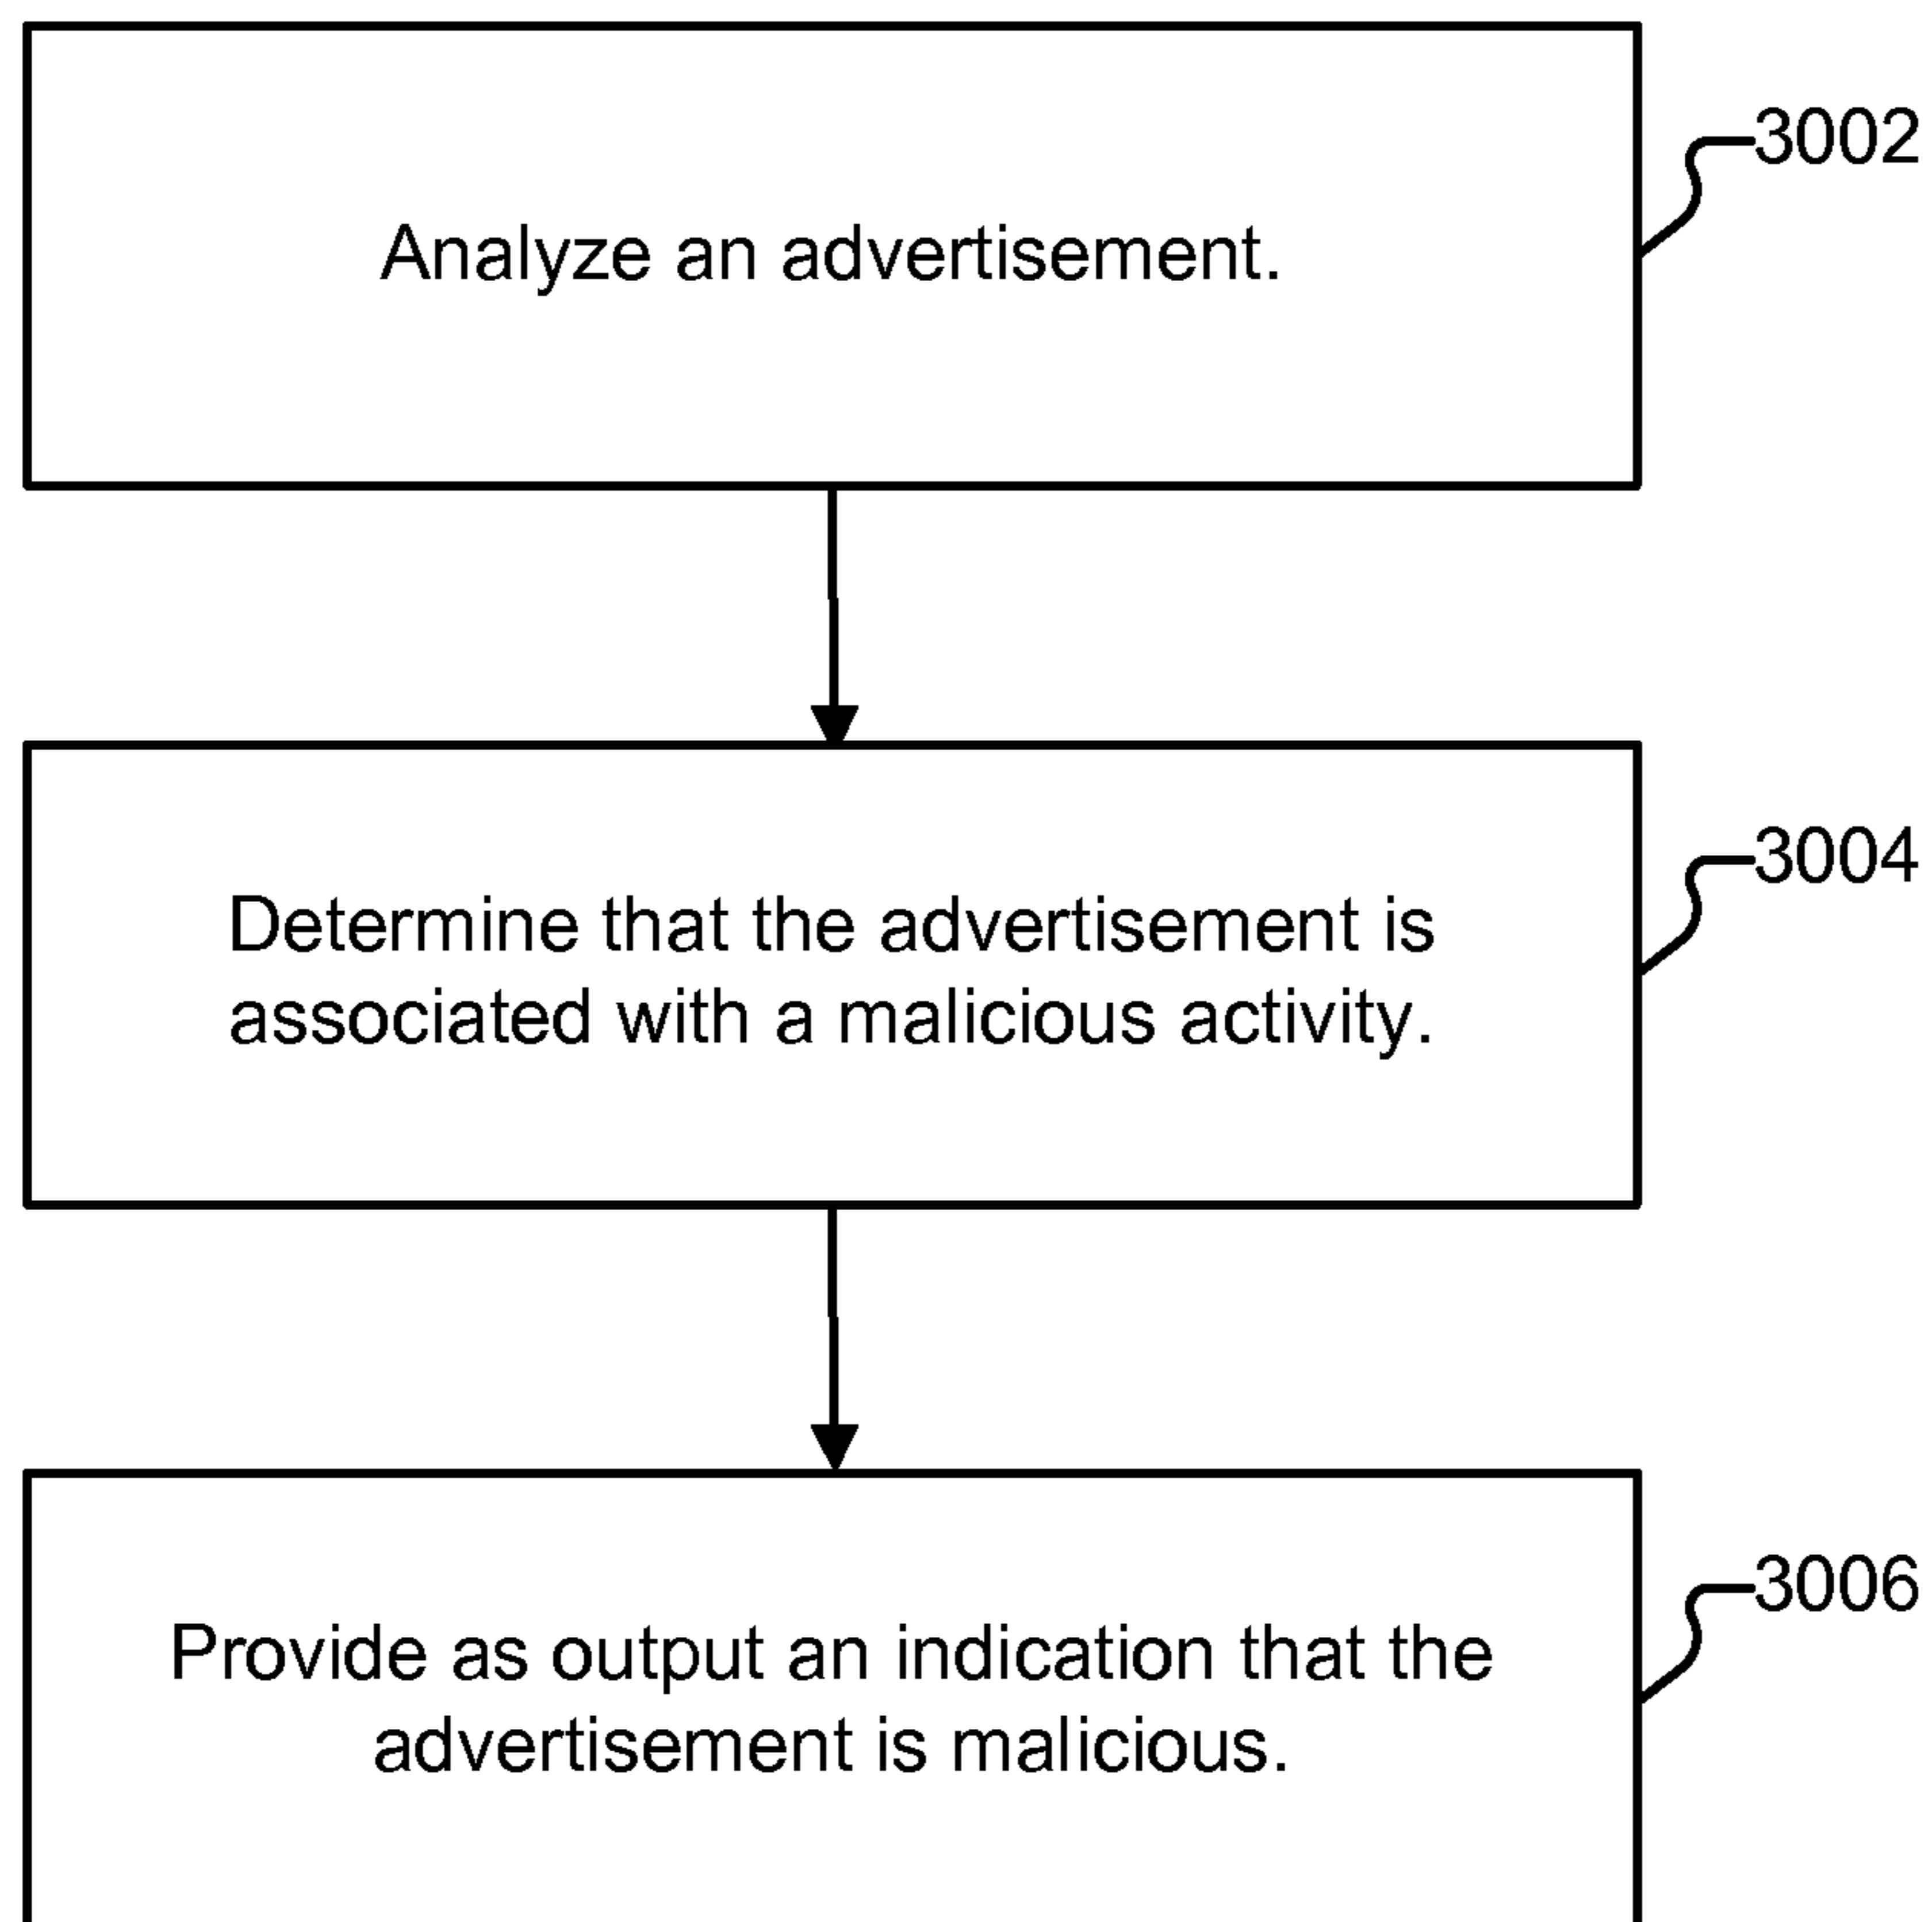 3002
Analyze an advertisement.
3004
Determine that the advertisement is
associated with a malicious activity.
3006
Provide as output an indication that the
advertisement is malicious.